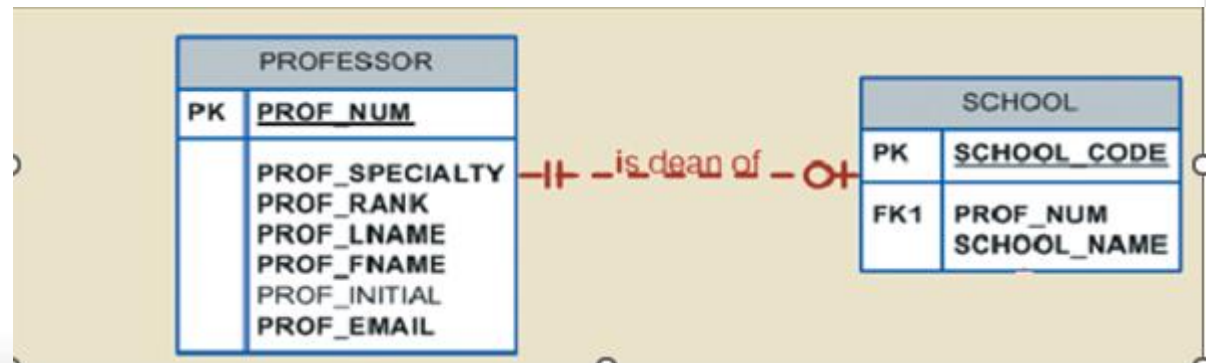 PROFESSOR
PK PROF_NUM
PROF_SPECIALTY
PROF_RANK
PROF_LNAME
PROF_FNAME
PROF_INITIAL
PROF_EMAIL
is dean of
SCHOOL
PK SCHOOL_CODE
FK1 PROF_NUM
SCHOOL_NAME